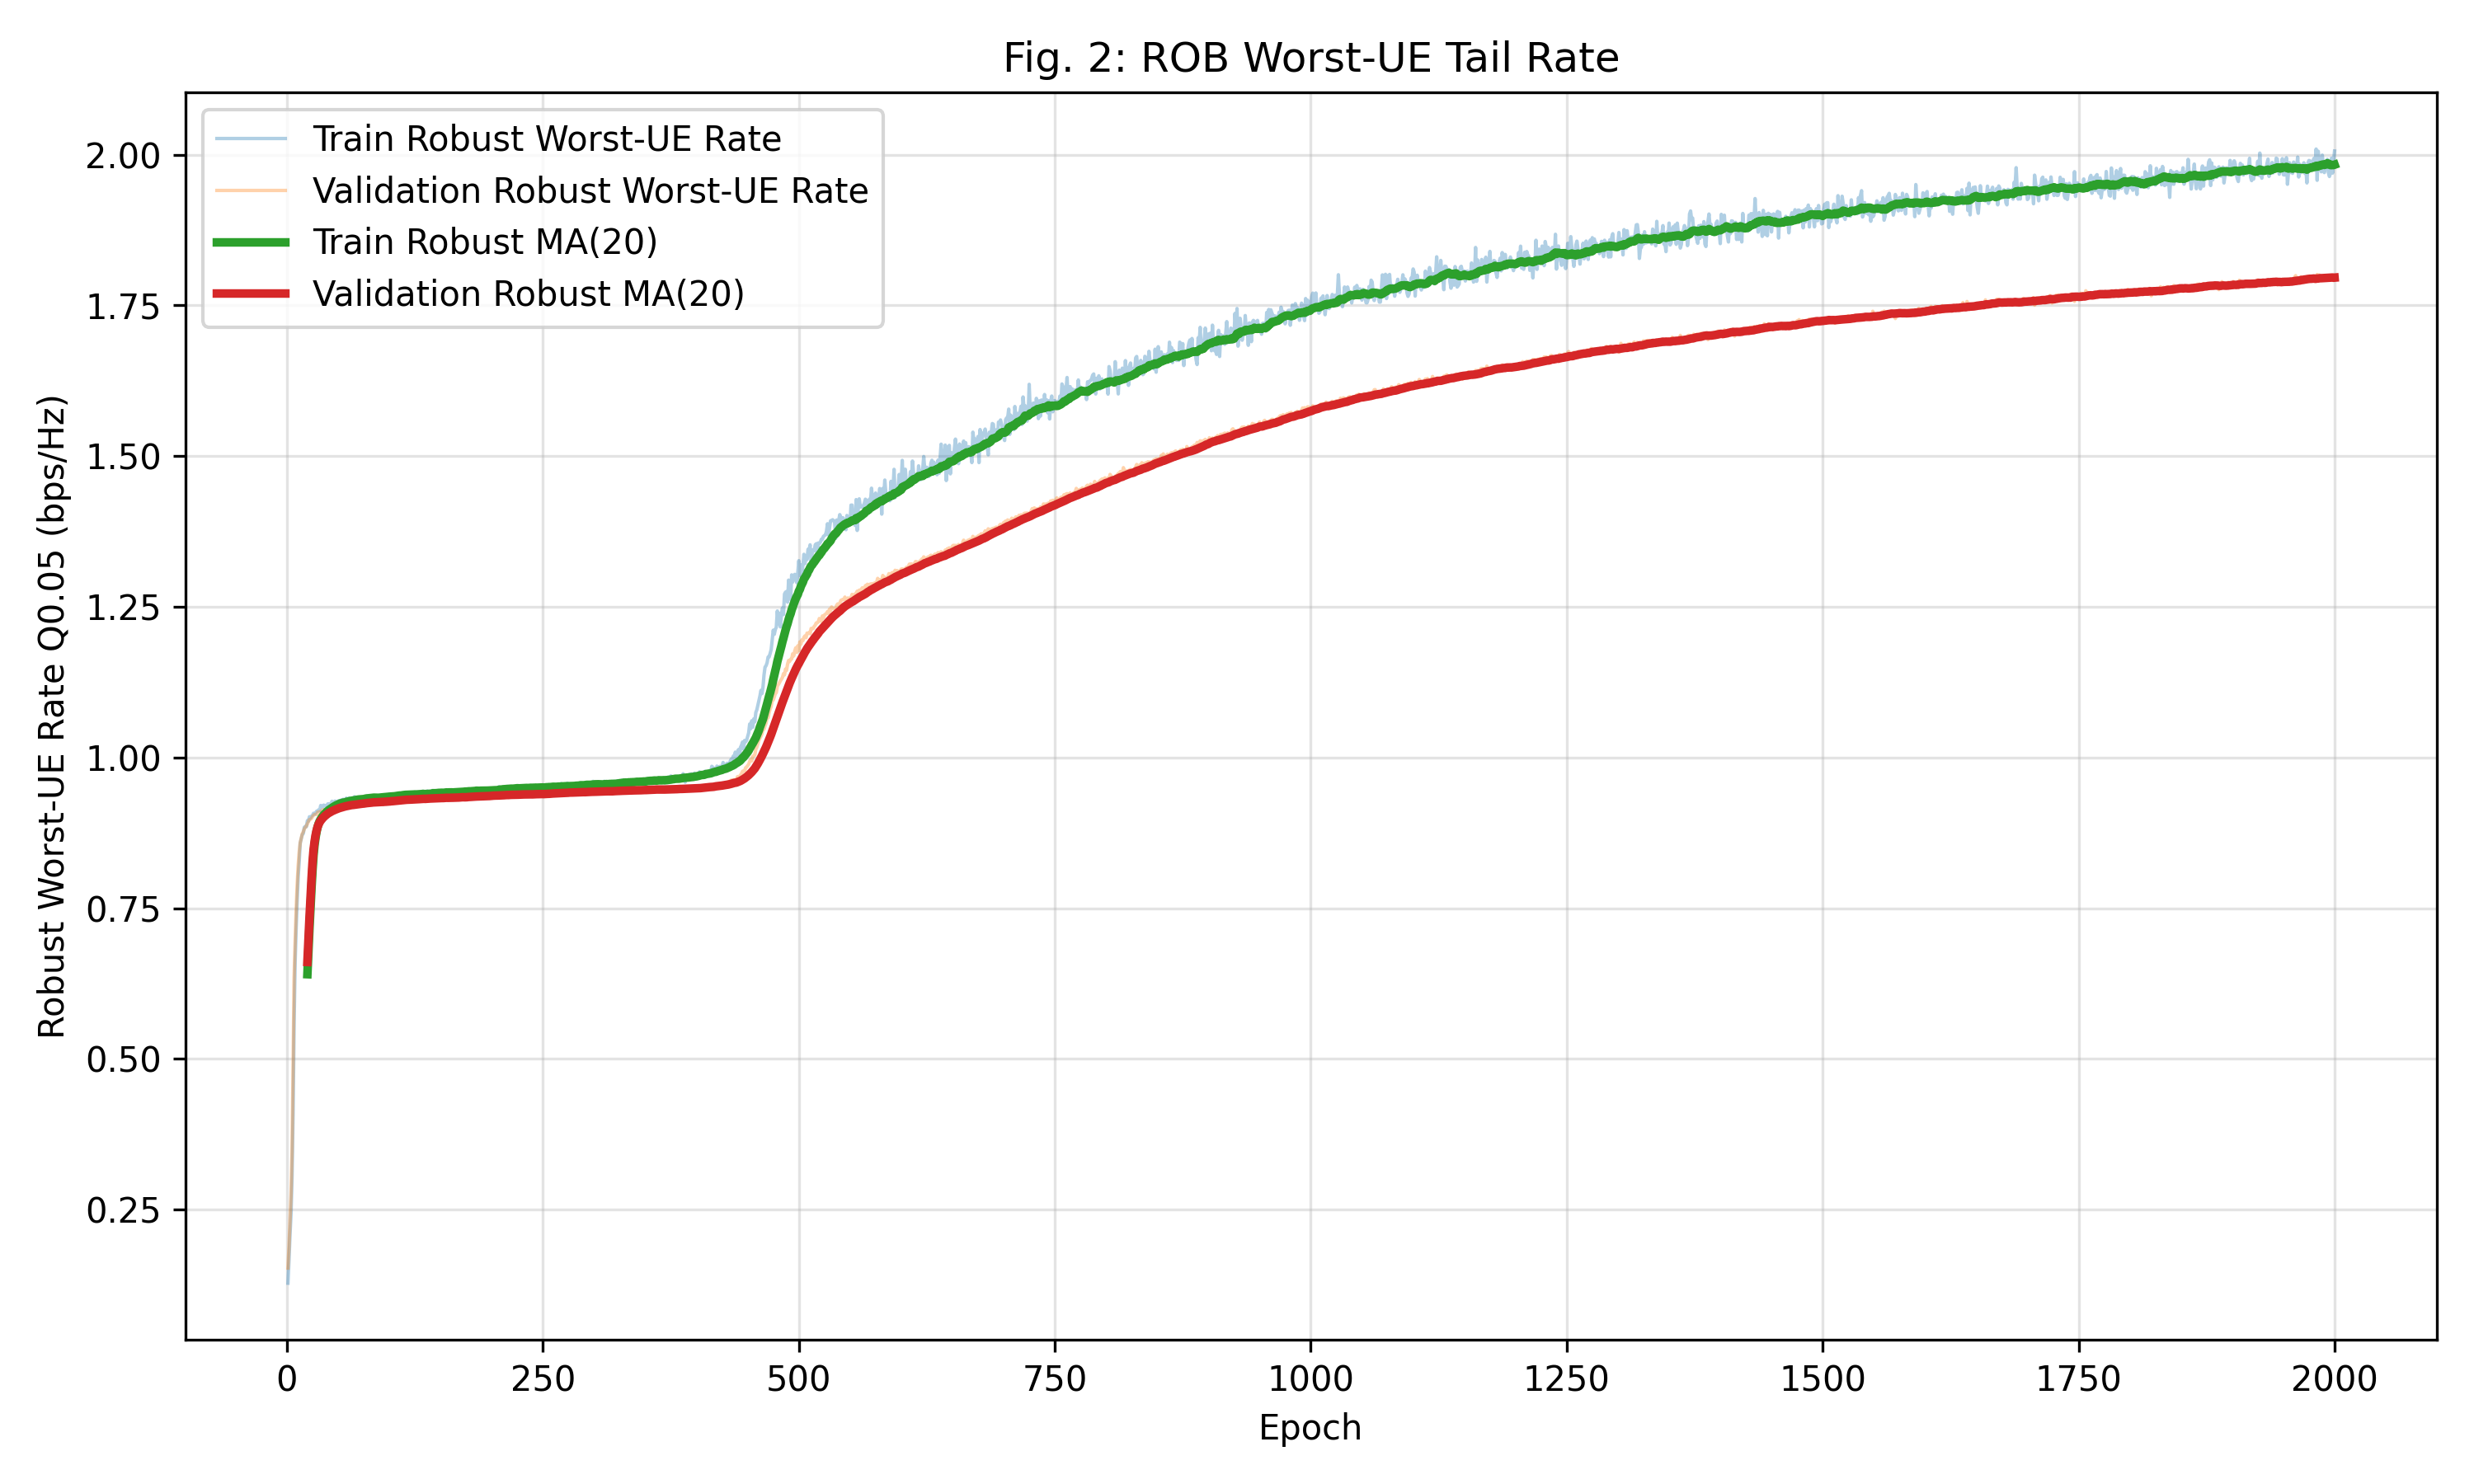 Fig. 2: ROB Worst-UE Tail Rate
Train Robust Worst-UE Rate
Validation Robust Worst-UE Rate
Train Robust MA(20)
Validation Robust MA(20)
Robust Worst-UE Rate Q0.05 (bps/Hz)
2.00
1.75
1.50
1.25
1.00
0.75
0.50
0.25
0 250 500 750 1000 1250 1500 1750 2000
Epoch